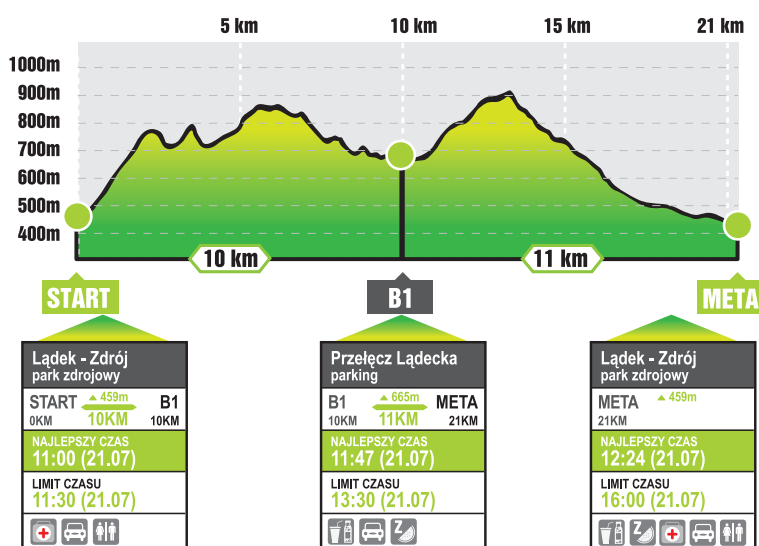 5 km 10 km 15 km 21 km
1000m
900m
800m
700m
600m
500m
400m
10 km 11 km
START B1 META
Lądek - Zdrój
park zdrojowy
START ▲ 459m B1
0KM 10KM 10KM
NAJLEPSZY CZAS
11:00 (21.07)
LIMIT CZASU
11:30 (21.07)
Przełęcz Lądecka
parking
B1 ▲ 665m META
10KM 11KM 21KM
NAJLEPSZY CZAS
11:47 (21.07)
LIMIT CZASU
13:30 (21.07)
Z
Lądek - Zdrój
park zdrojowy
META ▲ 459m
21KM
NAJLEPSZY CZAS
12:24 (21.07)
LIMIT CZASU
16:00 (21.07)
Z